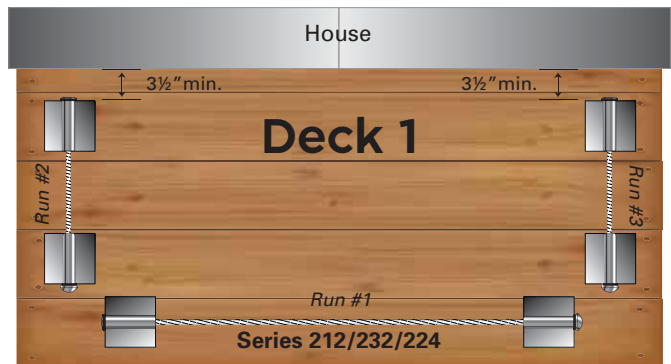 House
3½” min.
3½” min.
Deck 1
Run #2
Run #3
Run #1
Series 212/232/224